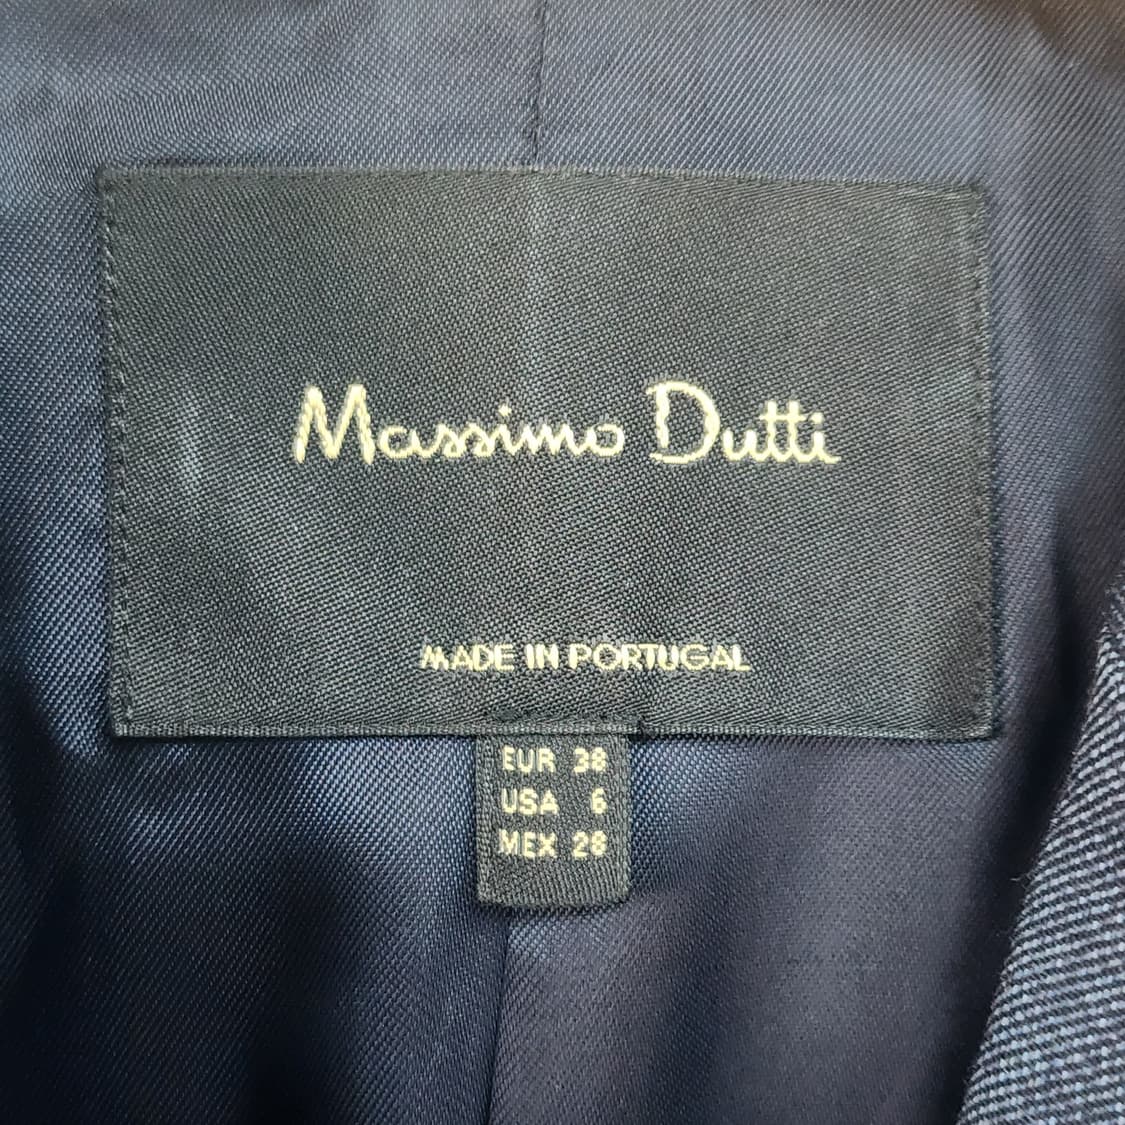 Massimo Dutti
MADE IN PORTUGAL
EUR 38
USA 6
MEX 28